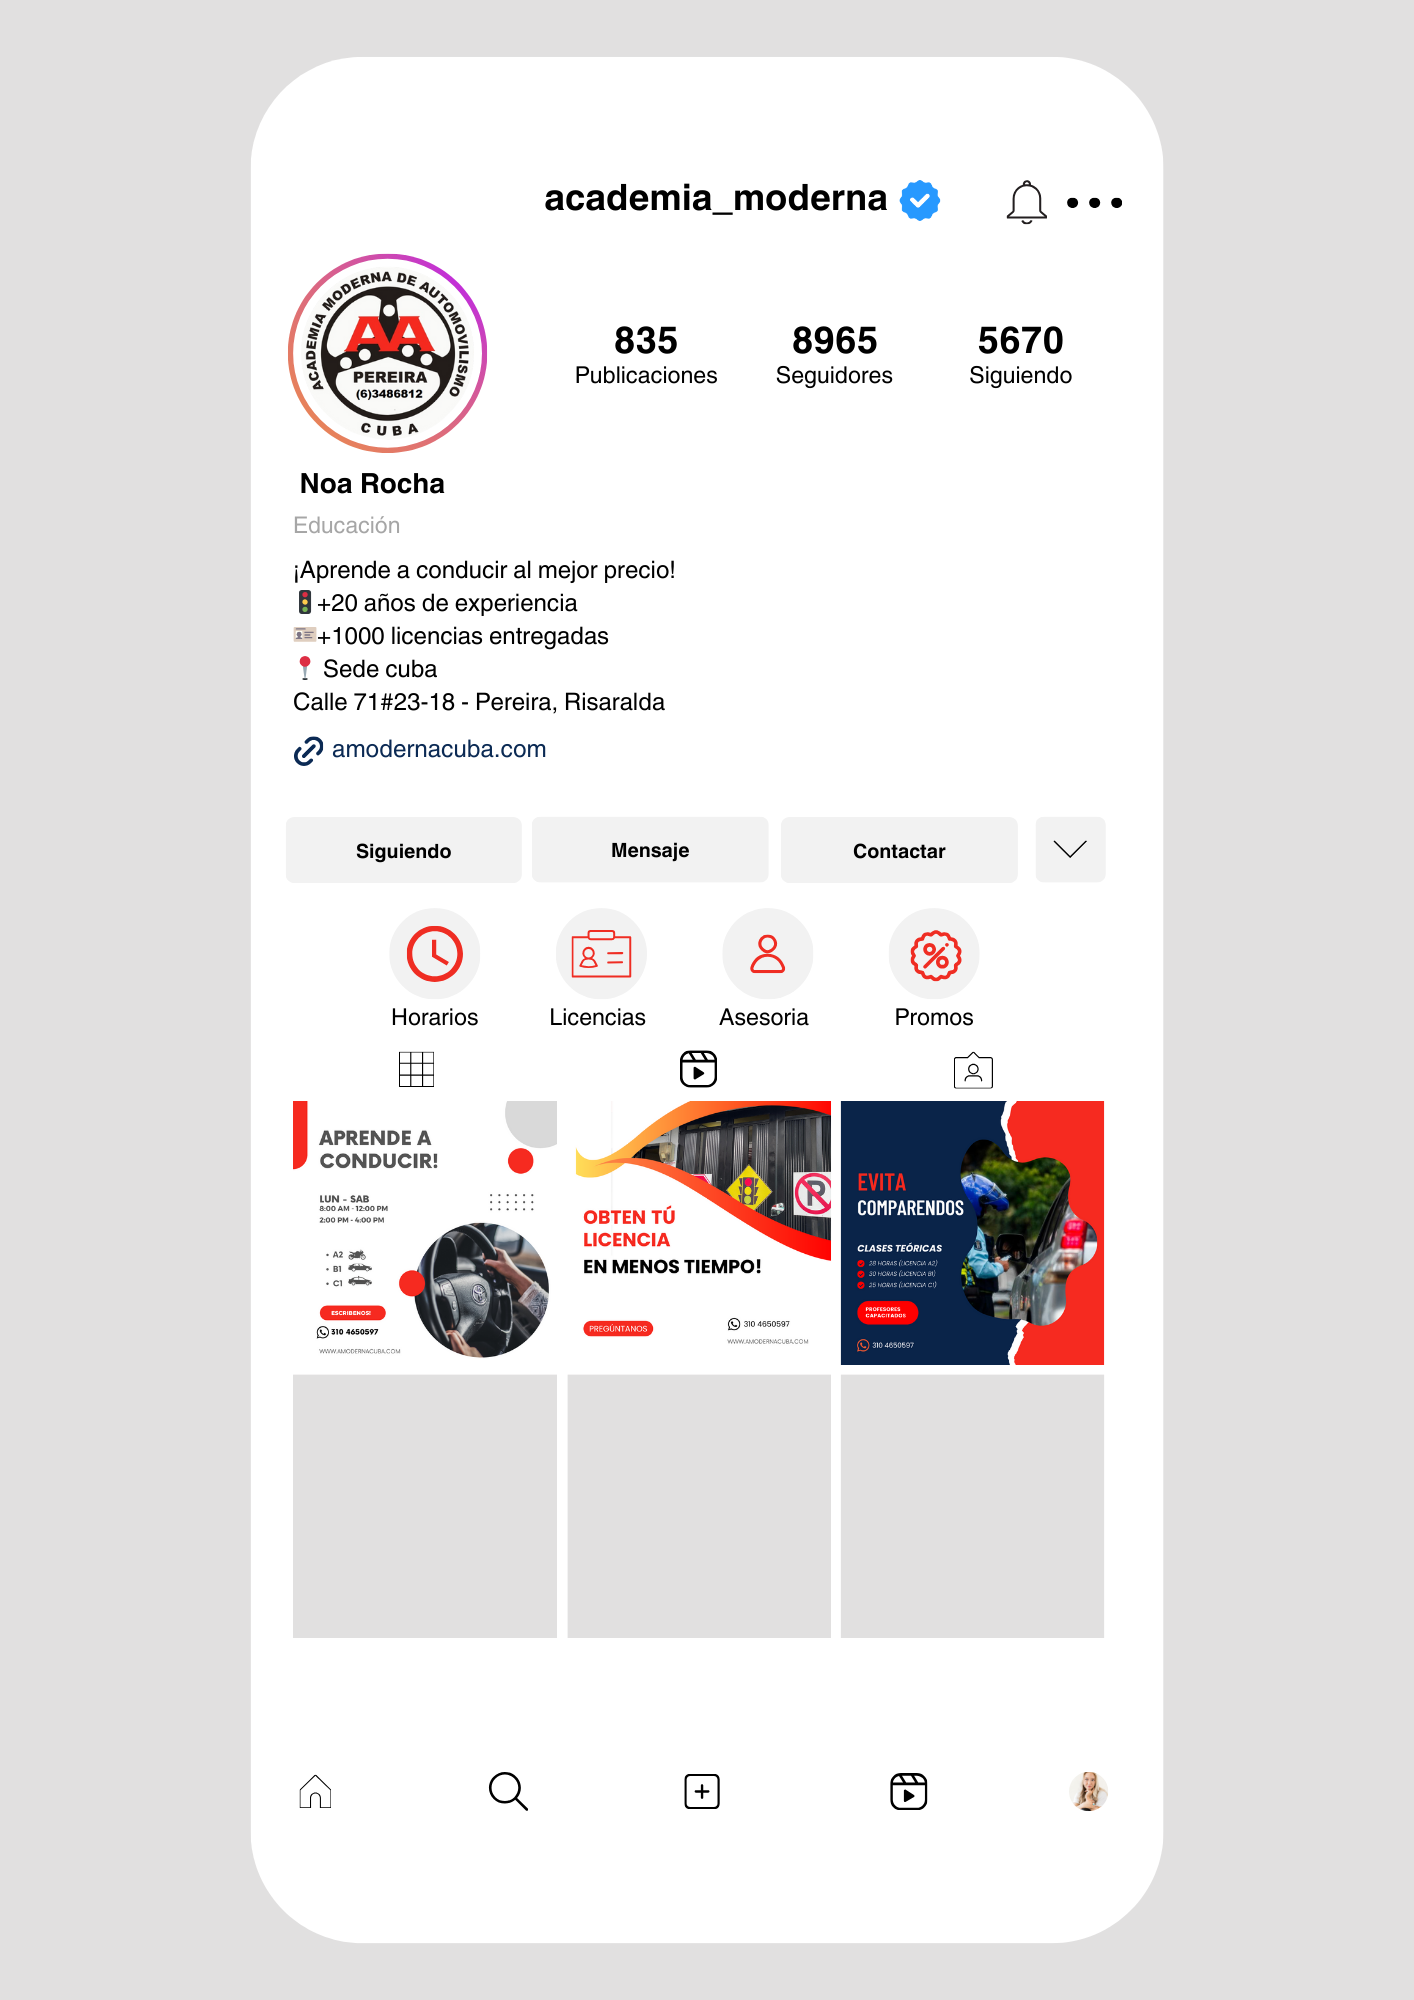 academia_moderna
ACADEMIA MODERNA DE AUTOMOVILISMO
AA
PEREIRA
(6)3486812
CUBA
835
Publicaciones
8965
Seguidores
5670
Siguiendo
Noa Rocha
Educación
¡Aprende a conducir al mejor precio!
+20 años de experiencia
+1000 licencias entregadas
Sede cuba
Calle 71#23-18 - Pereira, Risaralda
amodernacuba.com
Siguiendo
Mensaje
Contactar
Horarios
Licencias
Asesoria
Promos
APRENDE A
CONDUCIR!
LUN - SAB
8:00 AM - 12:00 PM
2:00 PM - 4:00 PM
• A2
• B1
• C1
ESCRIBENOS!
310 4650597
WWW.AMODERNACUBA.COM
P
OBTEN TÚ
LICENCIA
EN MENOS TIEMPO!
PREGÚNTANOS
310 4650597
WWW.AMODERNACUBA.COM
EVITA
COMPARENDOS
CLASES TEÓRICAS
28 HORAS (LICENCIA A2)
30 HORAS (LICENCIA B1)
25 HORAS (LICENCIA C1)
PROFESORES
CAPACITADOS
310 4650597